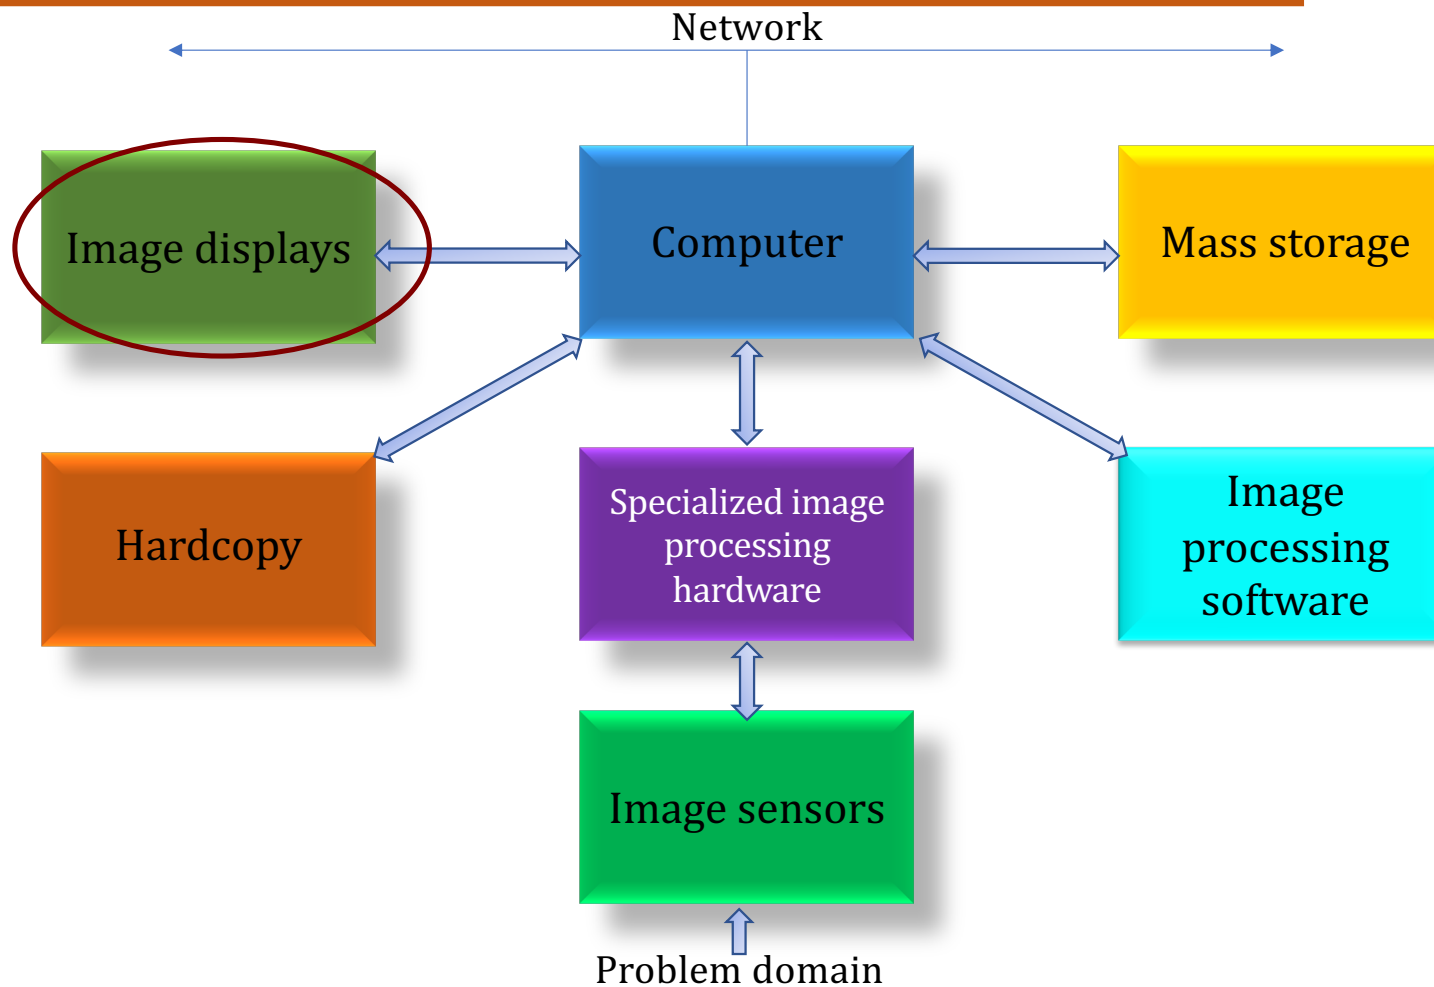 Network
Image displays
Computer
Mass storage
Hardcopy
Specialized image
processing
hardware
Image
processing
software
Image sensors
Problem domain